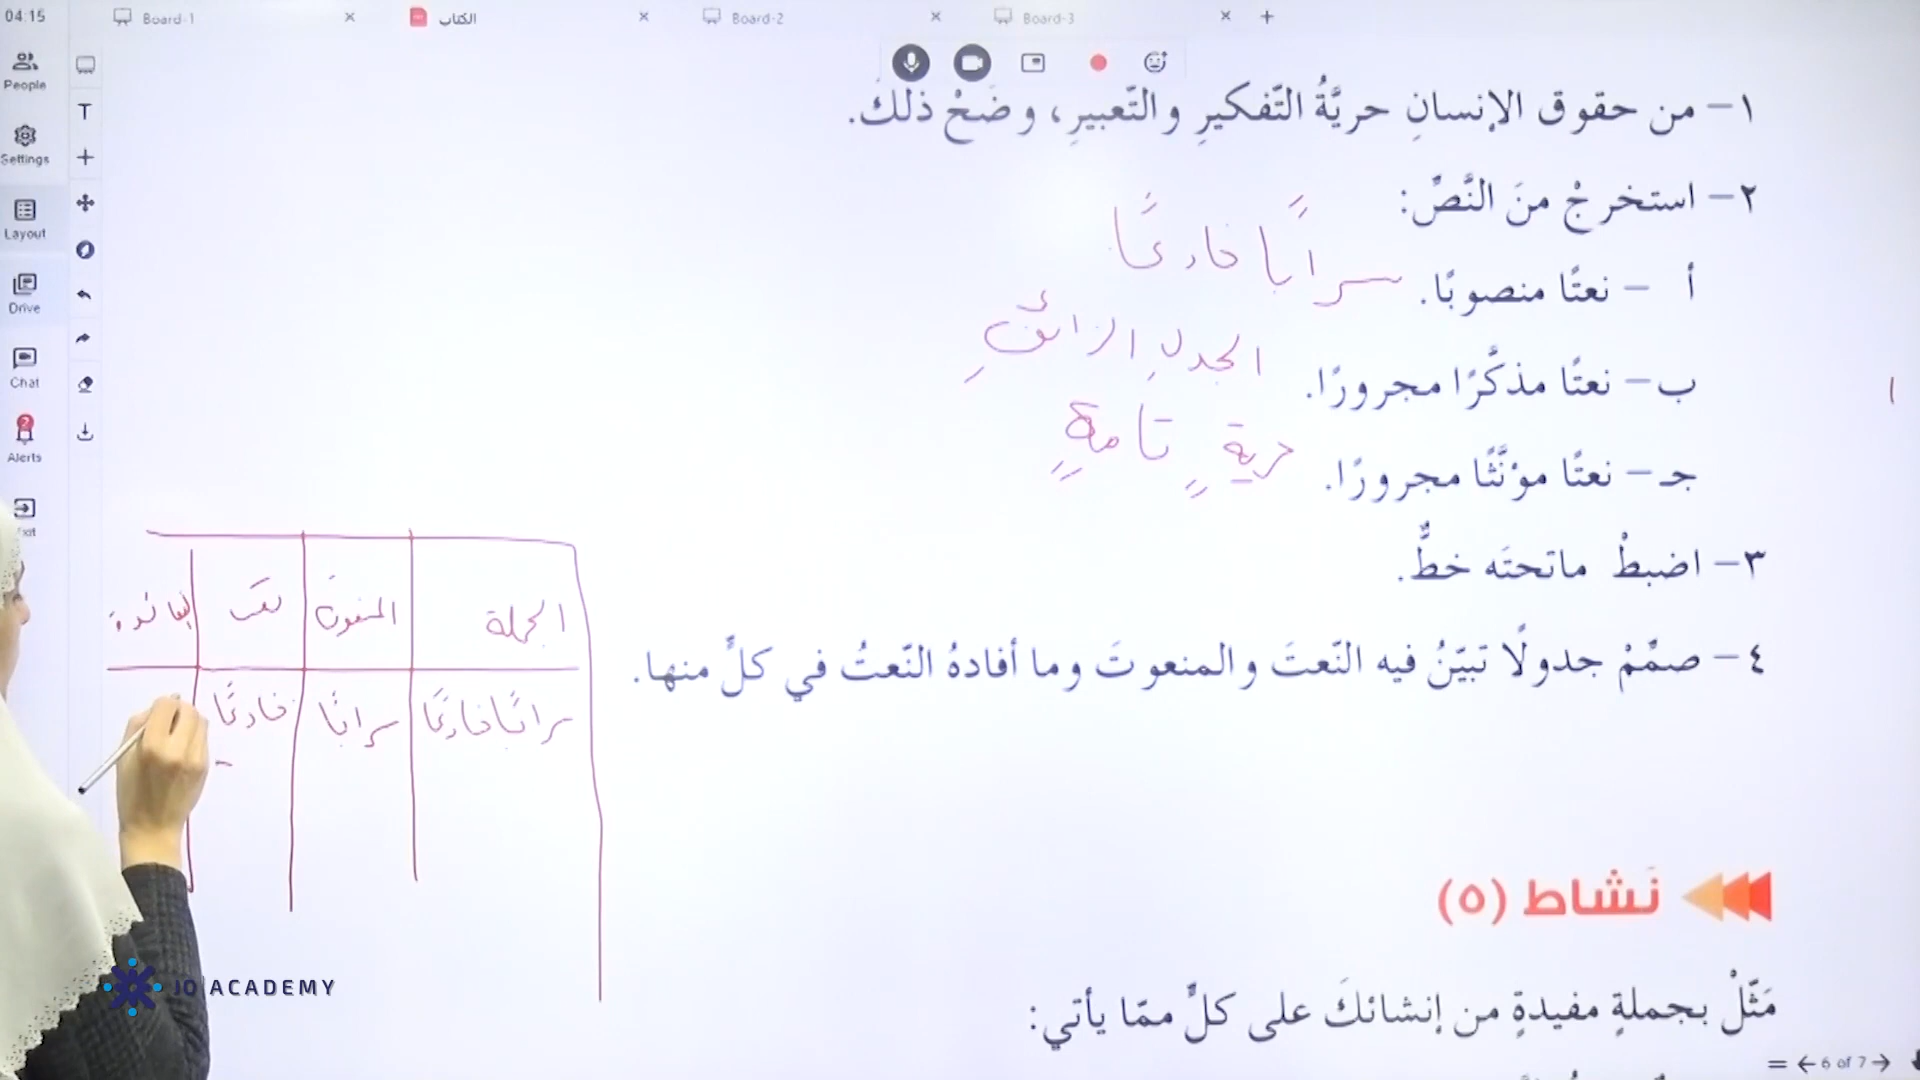 04:15
Board-1
الكتاب
Board-2
Board-3
People
Settings
Layout
Drive
Chat
2
Alerts
١- من حقوق الإنسانِ حريَّةُ التّفكيرِ والتّعبيرِ، وضَحْ ذلكَ.
٢- استخرجْ منَ النَّصِّ:
أ - نعتًا منصوبًا. سرابًا خادعًا
ب- نعتًا مذكَّرًا مجرورًا. الجدلِ الزائفِ
جـ- نعتًا مؤنَّثًا مجرورًا. حريةٍ تامةٍ
٣- اضبطْ ماتحتَه خطٌّ.
٤- صمّمْ جدولًا تبيّنُ فيه النّعتَ والمنعوتَ وما أفادهُ النّعتُ في كلٍّ منها.
الجملة المنعوت نعت الفائدة
سرابًا خادعًا سرابًا خادعًا
نَشاط (٥)
مَثّلْ بجملةٍ مفيدةٍ من إنشائكَ على كلٍّ ممّا يأتي:
JO ACADEMY
6 of 7